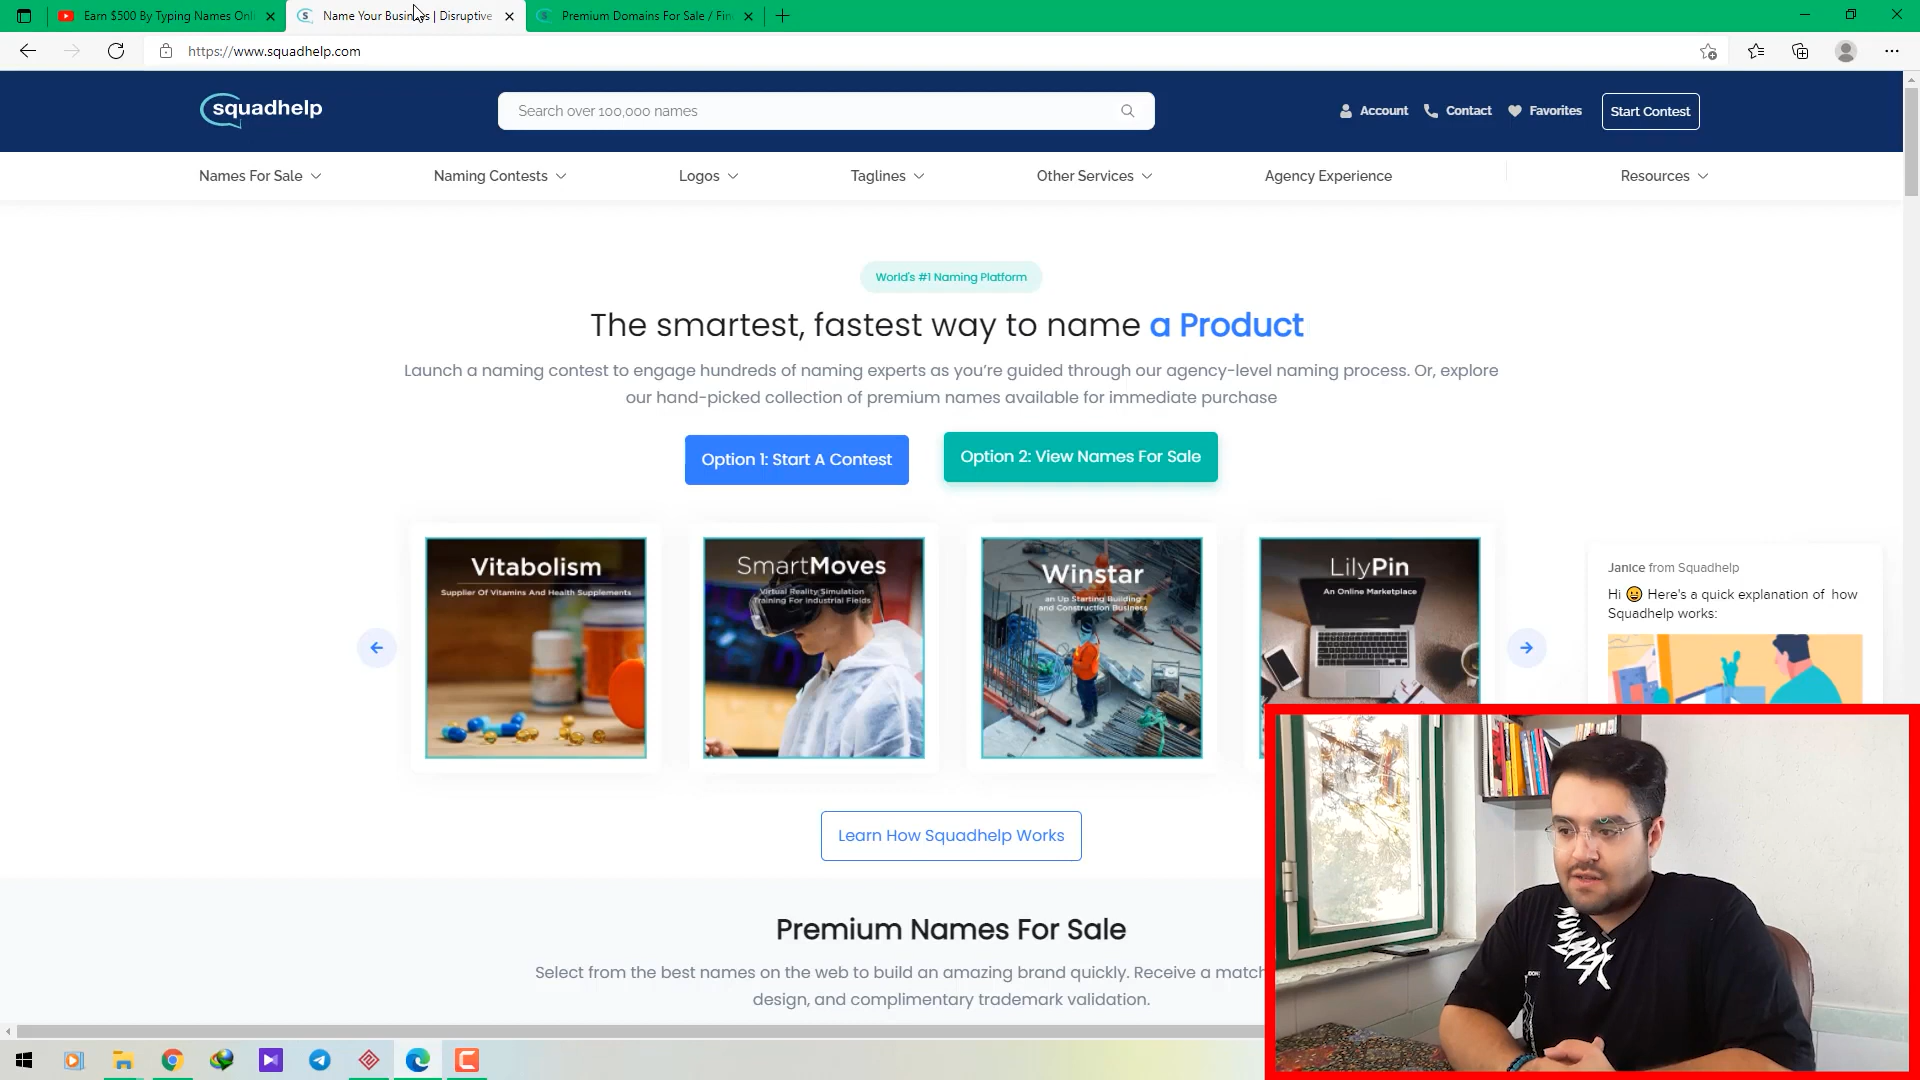 Earn $500 By Typing Names Onl
Name Your Business | Disruptive
Premium Domains For Sale / Fin
https://www.squadhelp.com
squadhelp
Search over 100,000 names
Account
Contact
Favorites
Start Contest
Names For Sale
Naming Contests
Logos
Taglines
Other Services
Agency Experience
Resources
World's #1 Naming Platform
The smartest, fastest way to name a Product
Launch a naming contest to engage hundreds of naming experts as you're guided through our agency-level naming process. Or, explore
our hand-picked collection of premium names available for immediate purchase
Option 1: Start A Contest
Option 2: View Names For Sale
Vitabolism
Supplier Of Vitamins And Health Supplements
SmartMoves
Virtual Reality Simulation
Training For Industrial Fields
Winstar
an Up Starting Building
and Construction Business
LilyPin
An Online Marketplace
Janice from Squadhelp
Hi 😀 Here's a quick explanation of how
Squadhelp works:
Learn How Squadhelp Works
Premium Names For Sale
Select from the best names on the web to build an amazing brand quickly. Receive a match
design, and complimentary trademark validation.